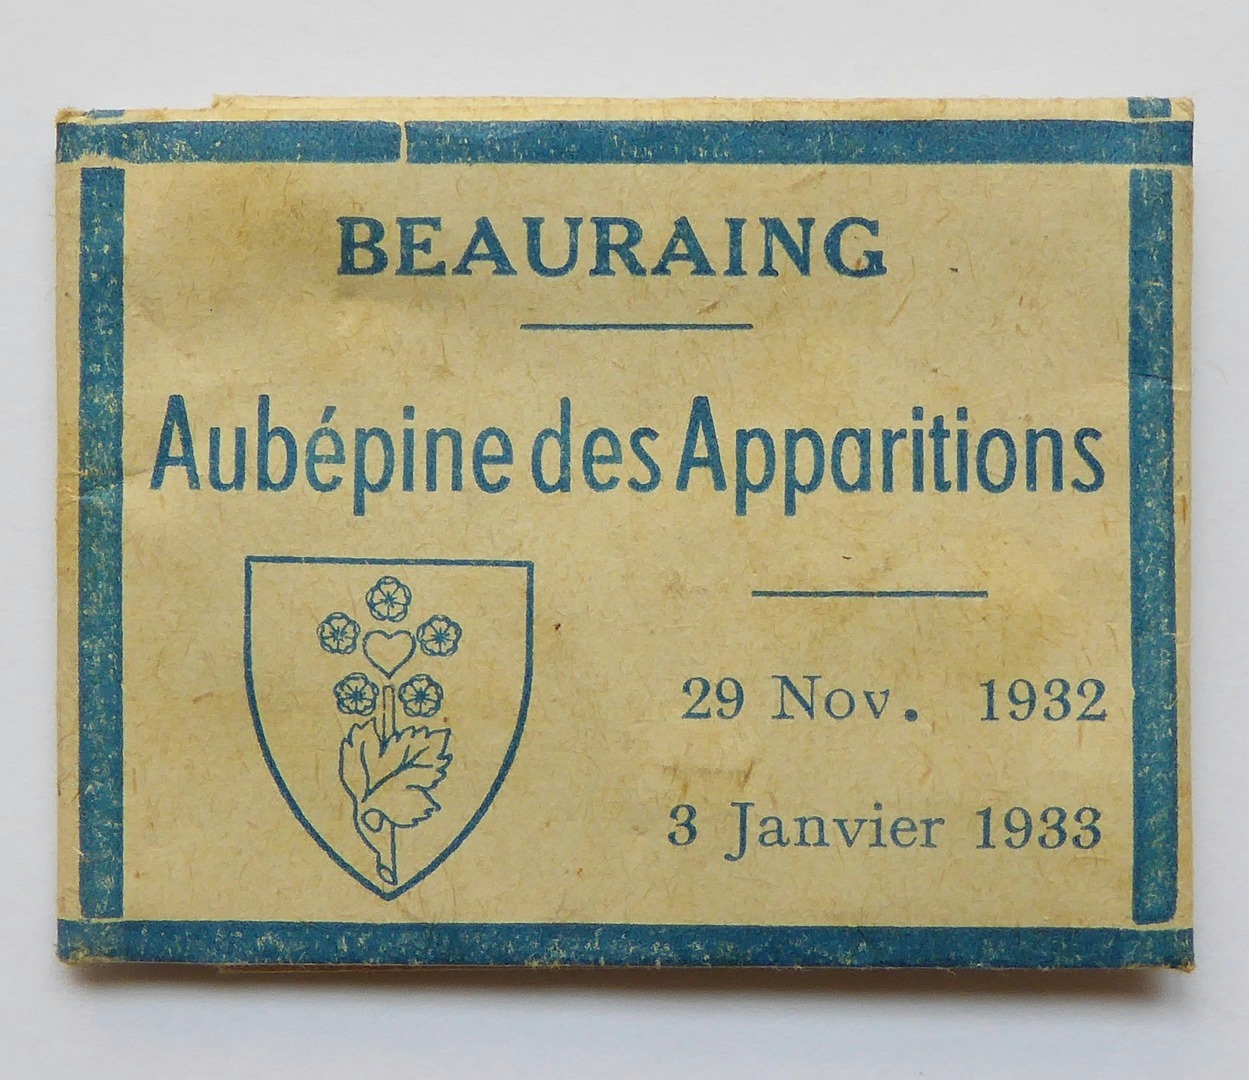 BEAURAING
Aubépine des Apparitions
29 Nov. 1932
3 Janvier 1933